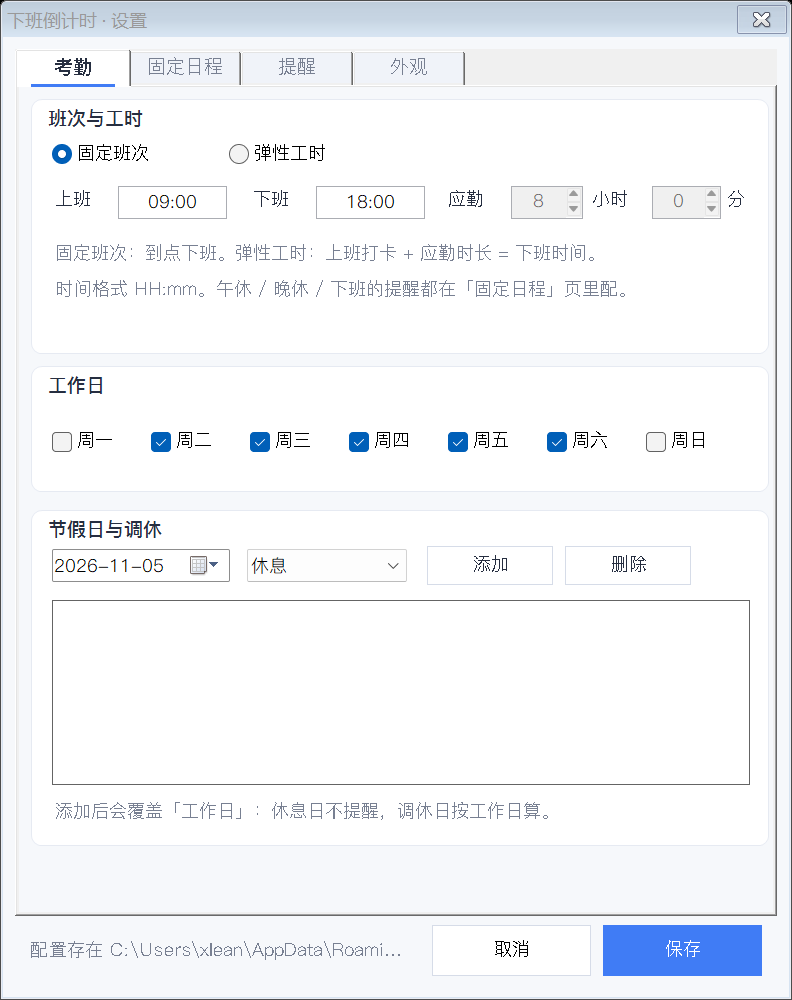 下班倒计时 · 设置
考勤 固定日程 提醒 外观
班次与工时
固定班次 弹性工时
上班 09:00 下班 18:00 应勤 8 小时 0 分
固定班次：到点下班。弹性工时：上班打卡 + 应勤时长 = 下班时间。
时间格式 HH:mm。午休 / 晚休 / 下班的提醒都在「固定日程」页里配。
工作日
周一 周二 周三 周四 周五 周六 周日
节假日与调休
2026-11-05 休息 添加 删除
添加后会覆盖「工作日」：休息日不提醒，调休日按工作日算。
配置存在 C:\Users\xlean\AppData\Roami... 取消 保存